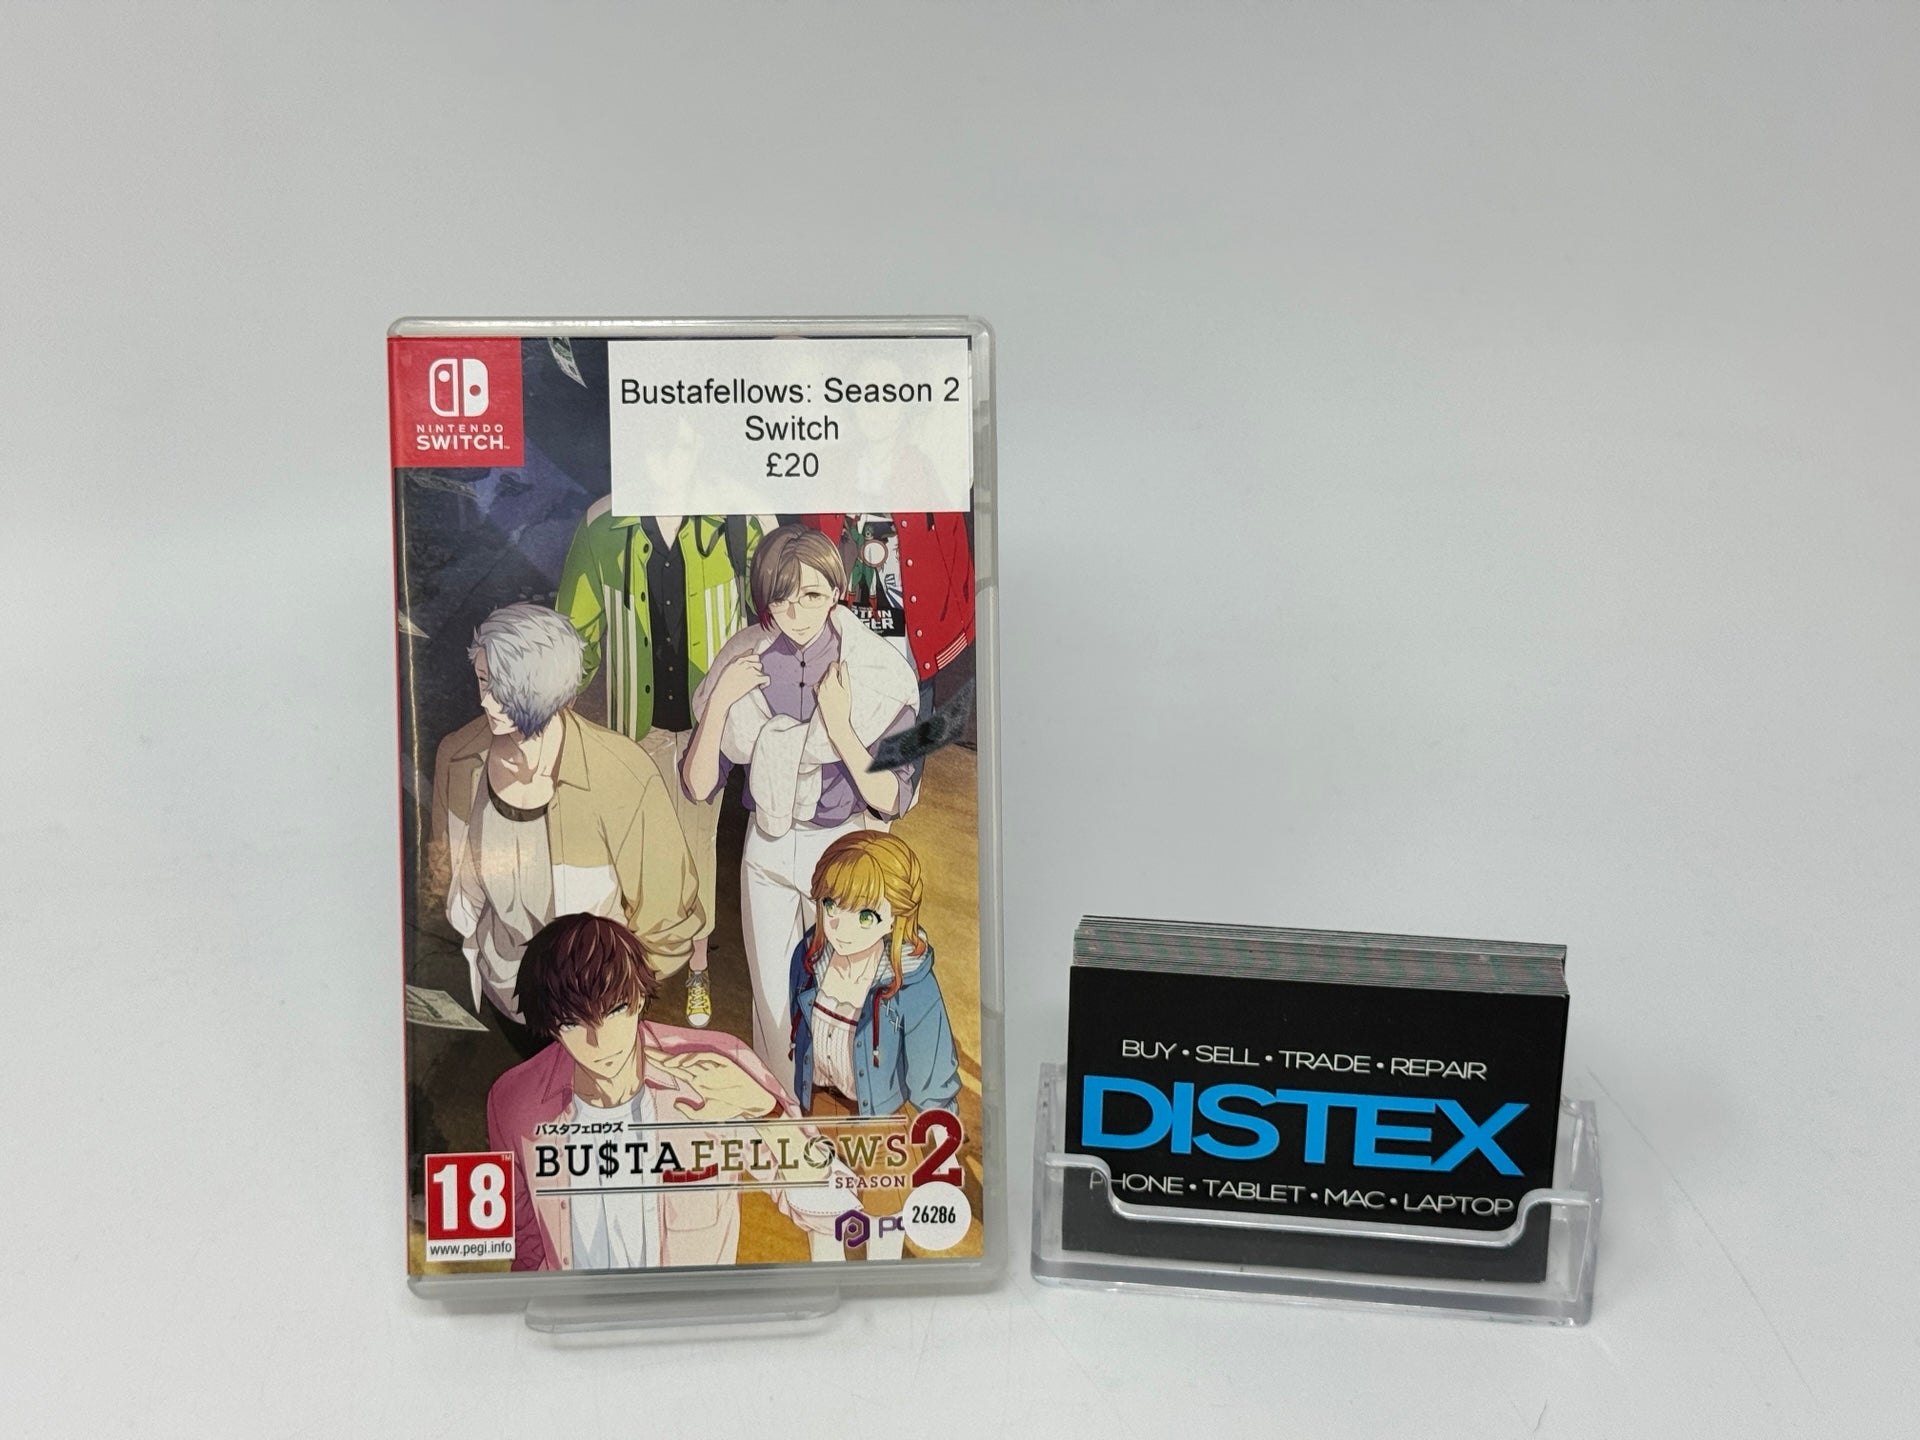 NINTENDO
SWITCH™
Bustafellows: Season 2
Switch
£20
バスタフェロウズ
BU$TAFELLOWS 2
SEASON
18
www.pegi.info
26286
BUY • SELL • TRADE • REPAIR
DISTEX
PHONE • TABLET • MAC • LAPTOP